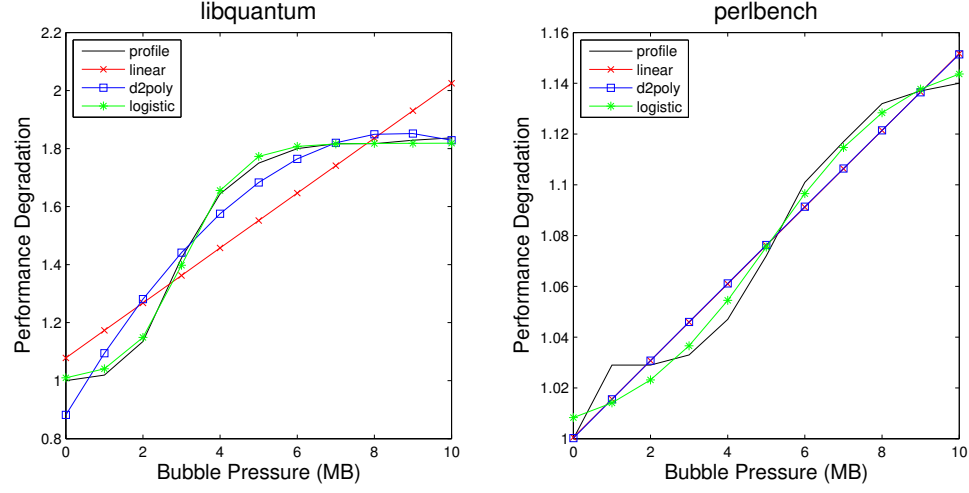 libquantum
2.2
2
1.8
1.6
1.4
1.2
1
0.8
Performance Degradation
profile
linear
d2poly
logistic
0 2 4 6 8 10
Bubble Pressure (MB)
perlbench
1.16
1.14
1.12
1.1
1.08
1.06
1.04
1.02
1
Performance Degradation
profile
linear
d2poly
logistic
0 2 4 6 8 10
Bubble Pressure (MB)